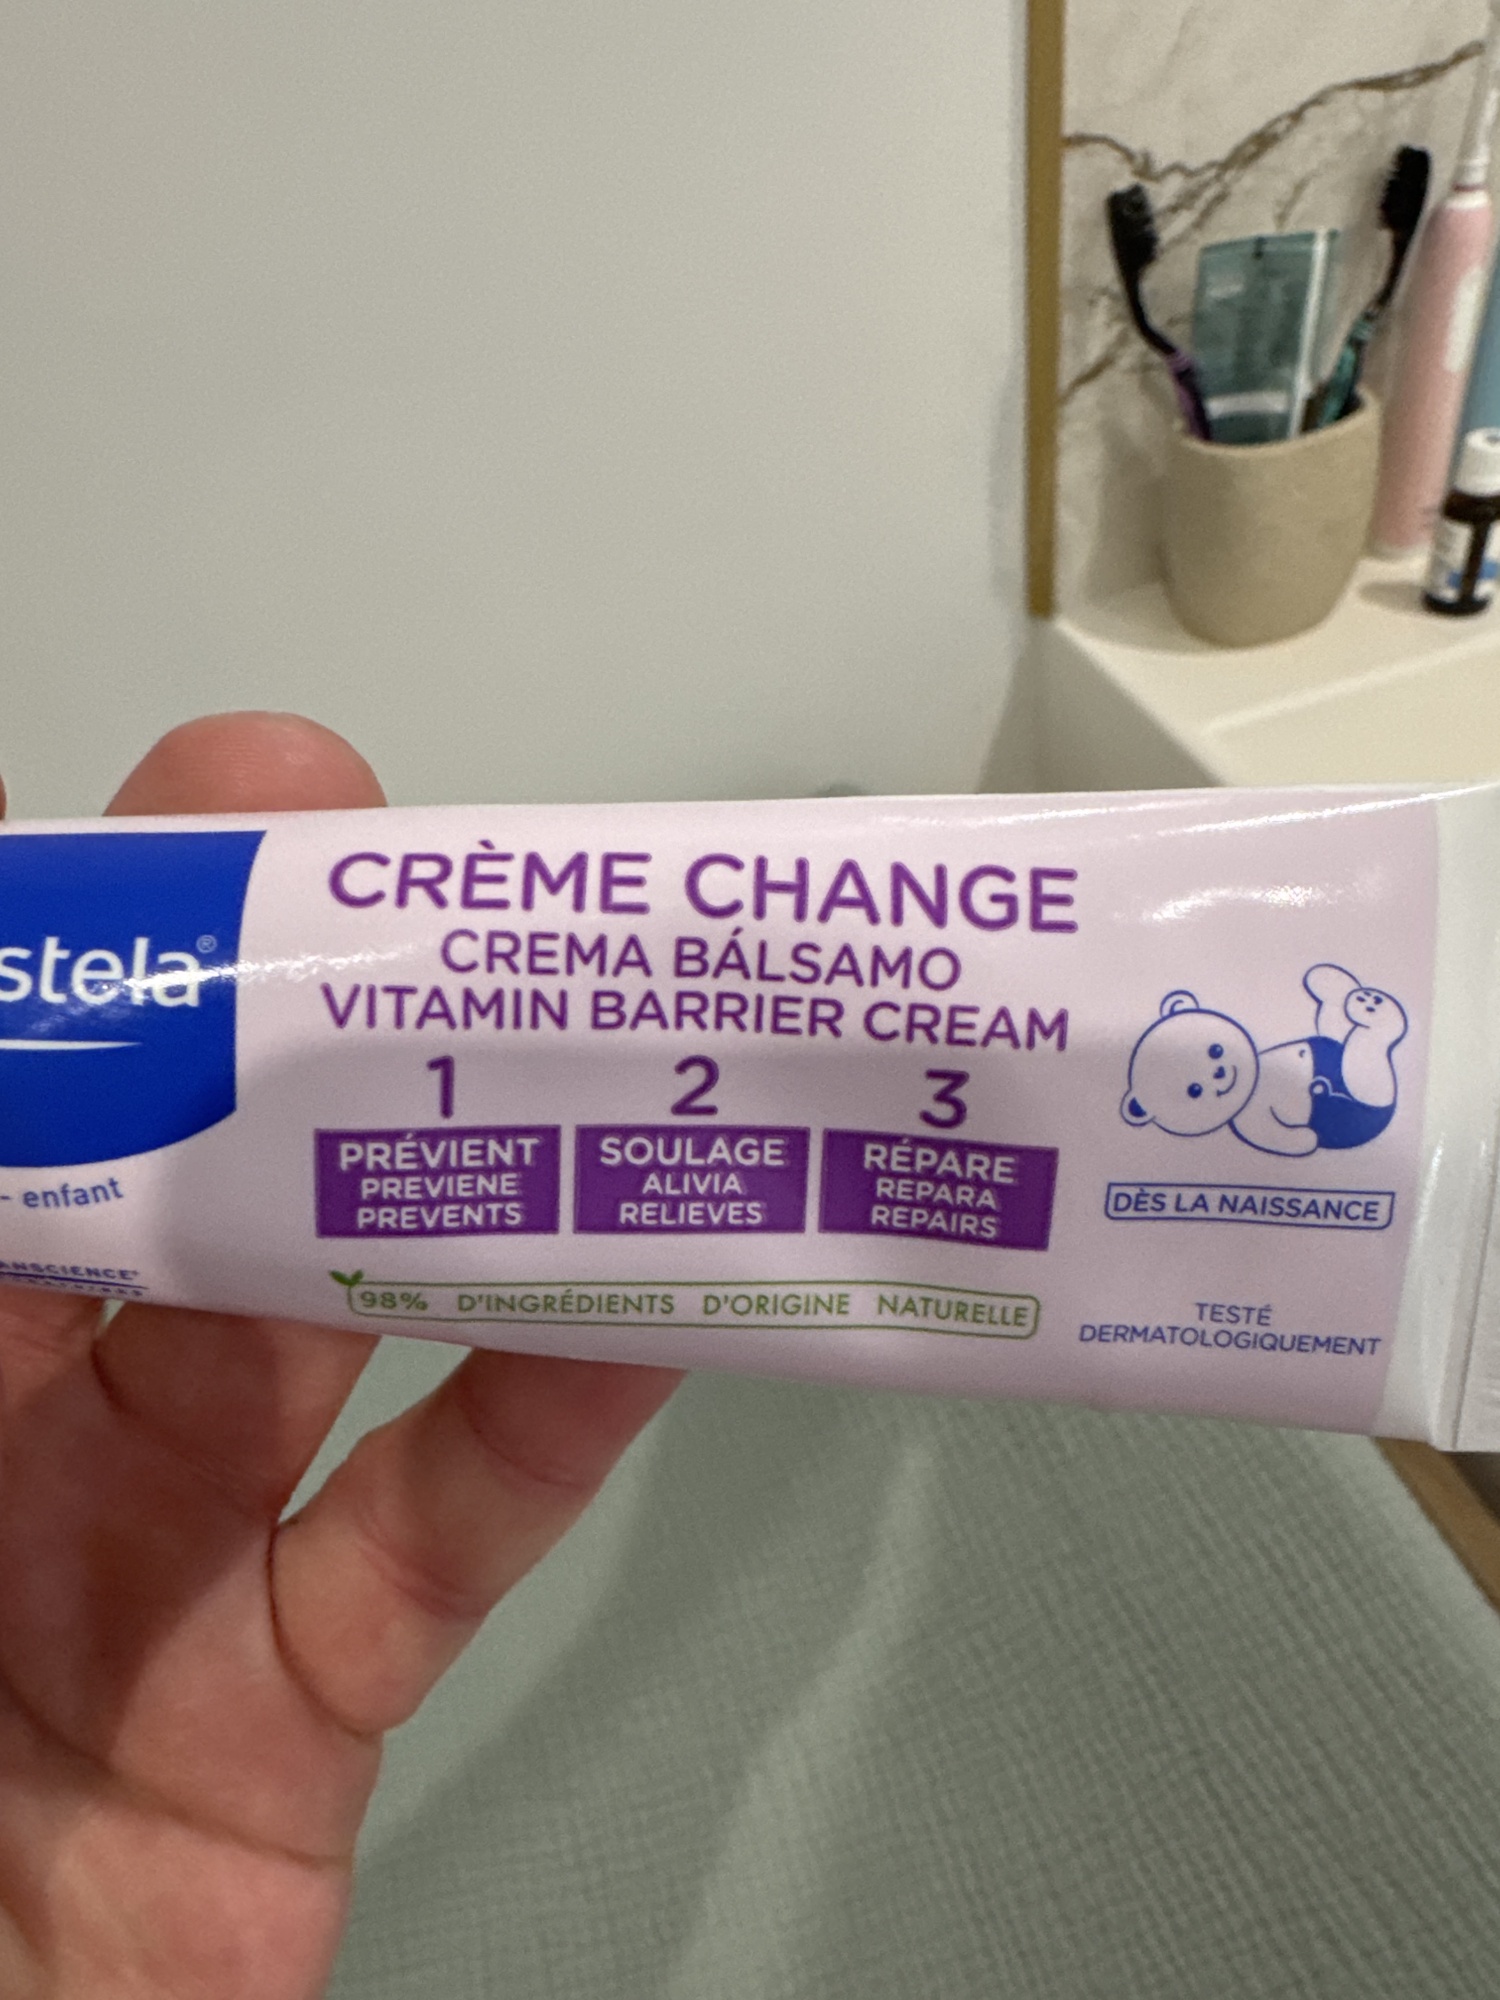 stela®
- enfant
CRÈME CHANGE
CREMA BÁLSAMO
VITAMIN BARRIER CREAM
1
PRÉVIENT
PREVIENE
PREVENTS
2
SOULAGE
ALIVIA
RELIEVES
3
RÉPARE
REPARA
REPAIRS
98% D'INGRÉDIENTS D'ORIGINE NATURELLE
DÈS LA NAISSANCE
TESTÉ
DERMATOLOGIQUEMENT